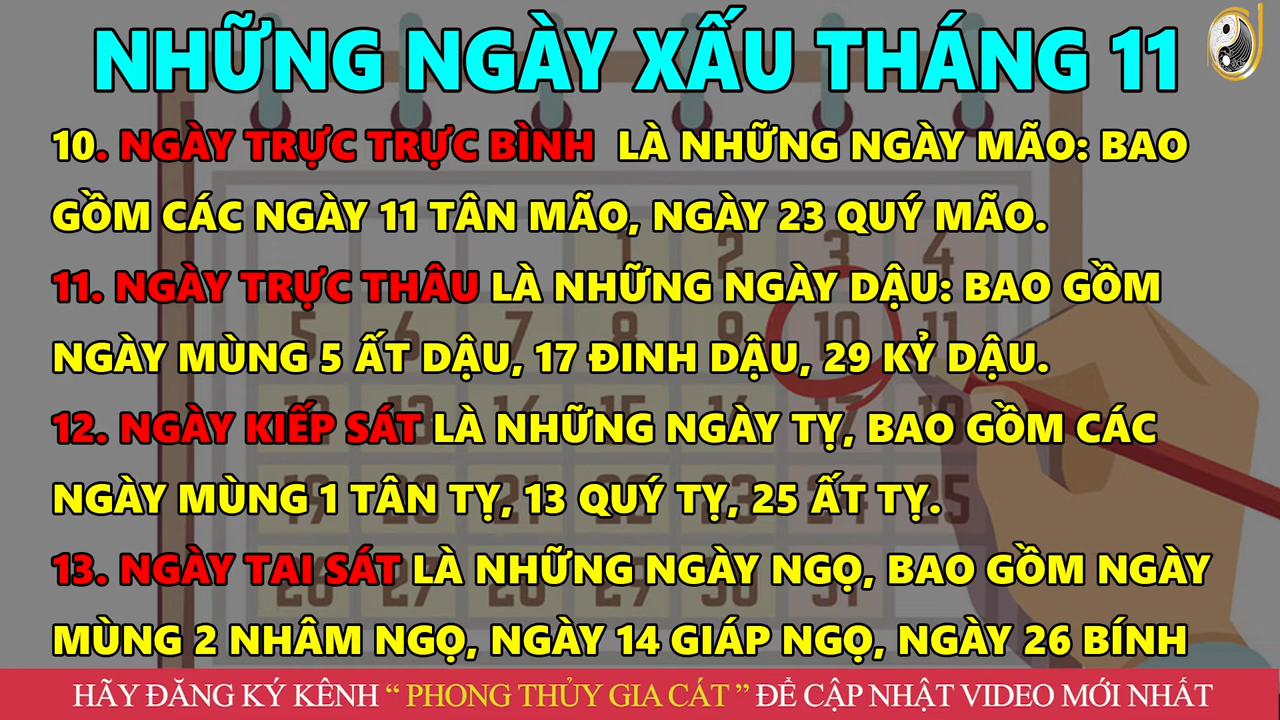 NHỮNG NGÀY XẤU THÁNG 11
10. NGÀY TRỰC TRỰC BÌNH LÀ NHỮNG NGÀY MÃO: BAO
GỒM CÁC NGÀY 11 TÂN MÃO, NGÀY 23 QUÝ MÃO.
11. NGÀY TRỰC THÂU LÀ NHỮNG NGÀY DẬU: BAO GỒM
NGÀY MÙNG 5 ẤT DẬU, 17 ĐINH DẬU, 29 KỶ DẬU.
12. NGÀY KIẾP SÁT LÀ NHỮNG NGÀY TỴ, BAO GỒM CÁC
NGÀY MÙNG 1 TÂN TỴ, 13 QUÝ TỴ, 25 ẤT TỴ.
13. NGÀY TAI SÁT LÀ NHỮNG NGÀY NGỌ, BAO GỒM NGÀY
MÙNG 2 NHÂM NGỌ, NGÀY 14 GIÁP NGỌ, NGÀY 26 BÍNH
HÃY ĐĂNG KÝ KÊNH “ PHONG THỦY GIA CÁT ” ĐỂ CẬP NHẬT VIDEO MỚI NHẤT